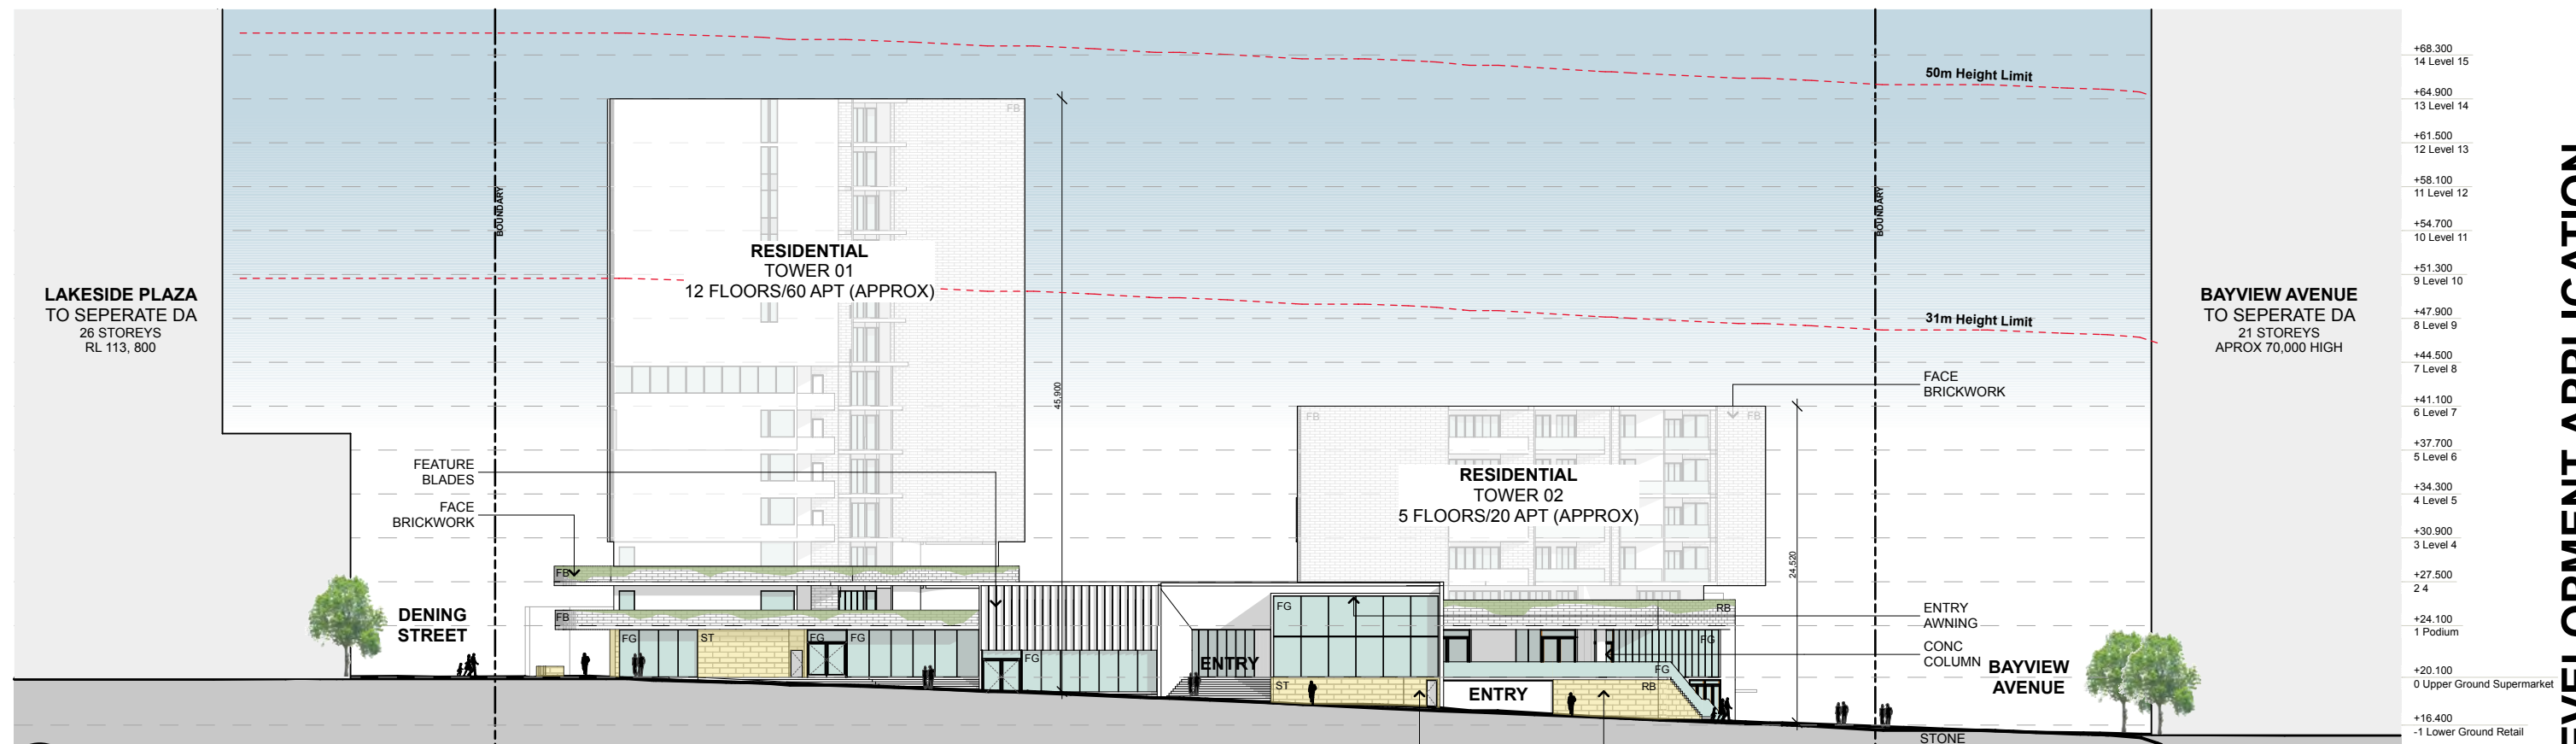 +68.300
14 Level 15
50m Height Limit
+64.900
13 Level 14
FB
+61.500
12 Level 13
+58.100
11 Level 12
BOUNDARY
BOUNDARY
+54.700
10 Level 11
RESIDENTIAL
TOWER 01
12 FLOORS/60 APT (APPROX)
+51.300
9 Level 10
LAKESIDE PLAZA
TO SEPERATE DA
26 STOREYS
RL 113, 800
BAYVIEW AVENUE
TO SEPERATE DA
21 STOREYS
APROX 70,000 HIGH
31m Height Limit
+47.900
8 Level 9
+44.500
7 Level 8
45.900
FACE
BRICKWORK
+41.100
6 Level 7
FB
FB
+37.700
5 Level 6
FEATURE
BLADES
RESIDENTIAL
TOWER 02
5 FLOORS/20 APT (APPROX)
+34.300
4 Level 5
FACE
BRICKWORK
+30.900
3 Level 4
24.520
FB
+27.500
2 4
FB
FG
RB
DENING
STREET
ENTRY
AWNING
+24.100
1 Podium
FG
ST
FG
FG
FG
FG
CONC
COLUMN
ENTRY
FG
BAYVIEW
AVENUE
+20.100
0 Upper Ground Supermarket
ST
ENTRY
RB
+16.400
-1 Lower Ground Retail
STONE